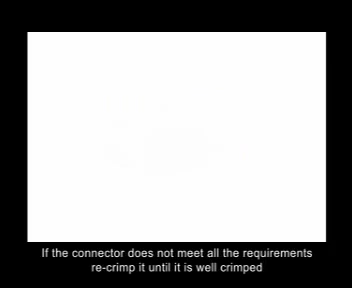 If the connector does not meet all the requirements
re-crimp it until it is well crimped